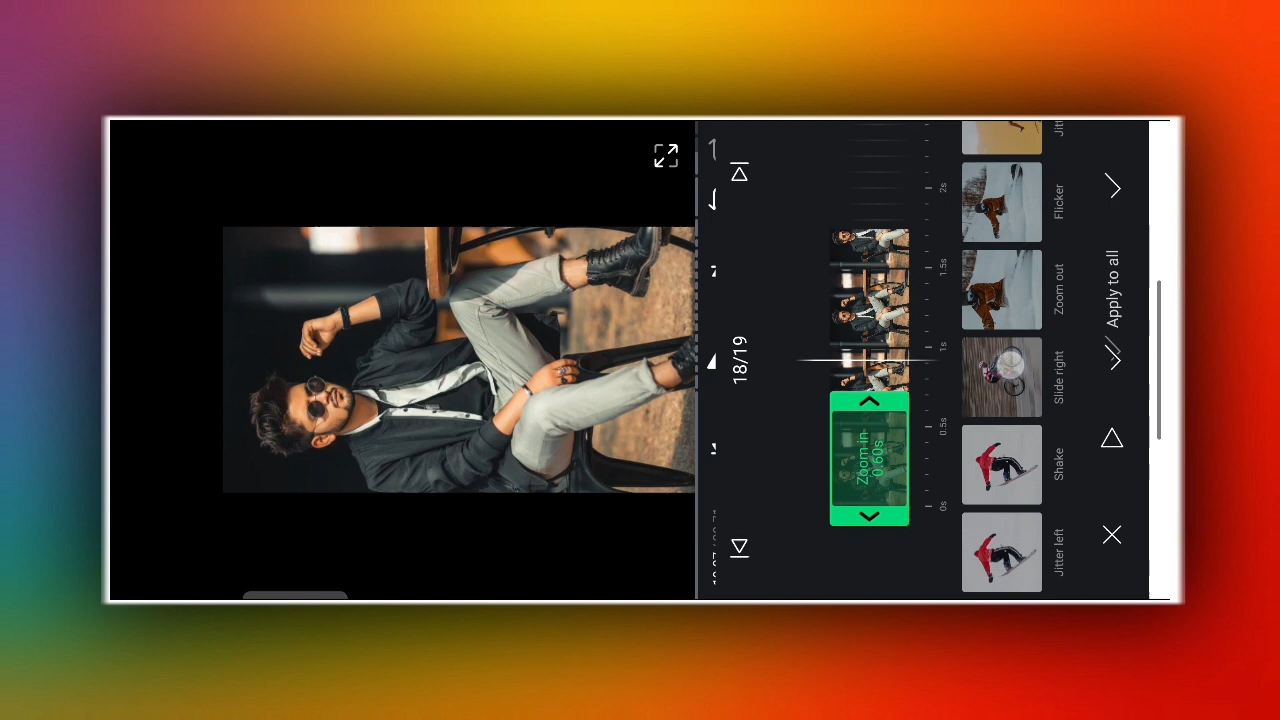 18/19
0s
0.5s
1s
1.5s
2s
Zoom in
0.60s
Jitter left
Shake
Slide right
Zoom out
Flicker
Jitt
Apply to all